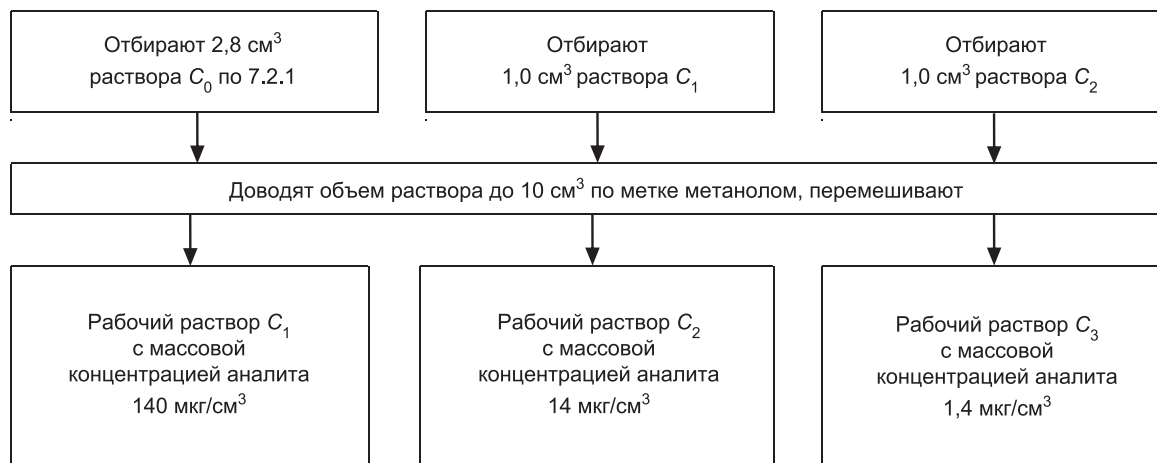 Отбирают 2,8 см³
раствора C₀ по 7.2.1
Отбирают
1,0 см³ раствора C₁
Отбирают
1,0 см³ раствора C₂
Доводят объем раствора до 10 см³ по метке метанолом, перемешивают
Рабочий раствор C₁
с массовой
концентрацией аналита
140 мкг/см³
Рабочий раствор C₂
с массовой
концентрацией аналита
14 мкг/см³
Рабочий раствор C₃
с массовой
концентрацией аналита
1,4 мкг/см³